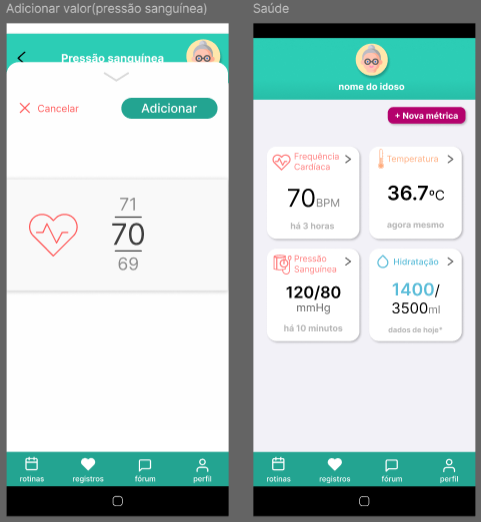 Adicionar valor(pressão sanguínea)
Pressão sanguínea
Cancelar
Adicionar
71
70
69
rotinas
registros
fórum
perfil
Saúde
nome do idoso
+ Nova métrica
Frequência
Cardíaca
70BPM
há 3 horas
Temperatura
36.7ºC
agora mesmo
Pressão
Sanguínea
120/80
mmHg
há 10 minutos
Hidratação
1400/
3500ml
dados de hoje*
rotinas
registros
fórum
perfil